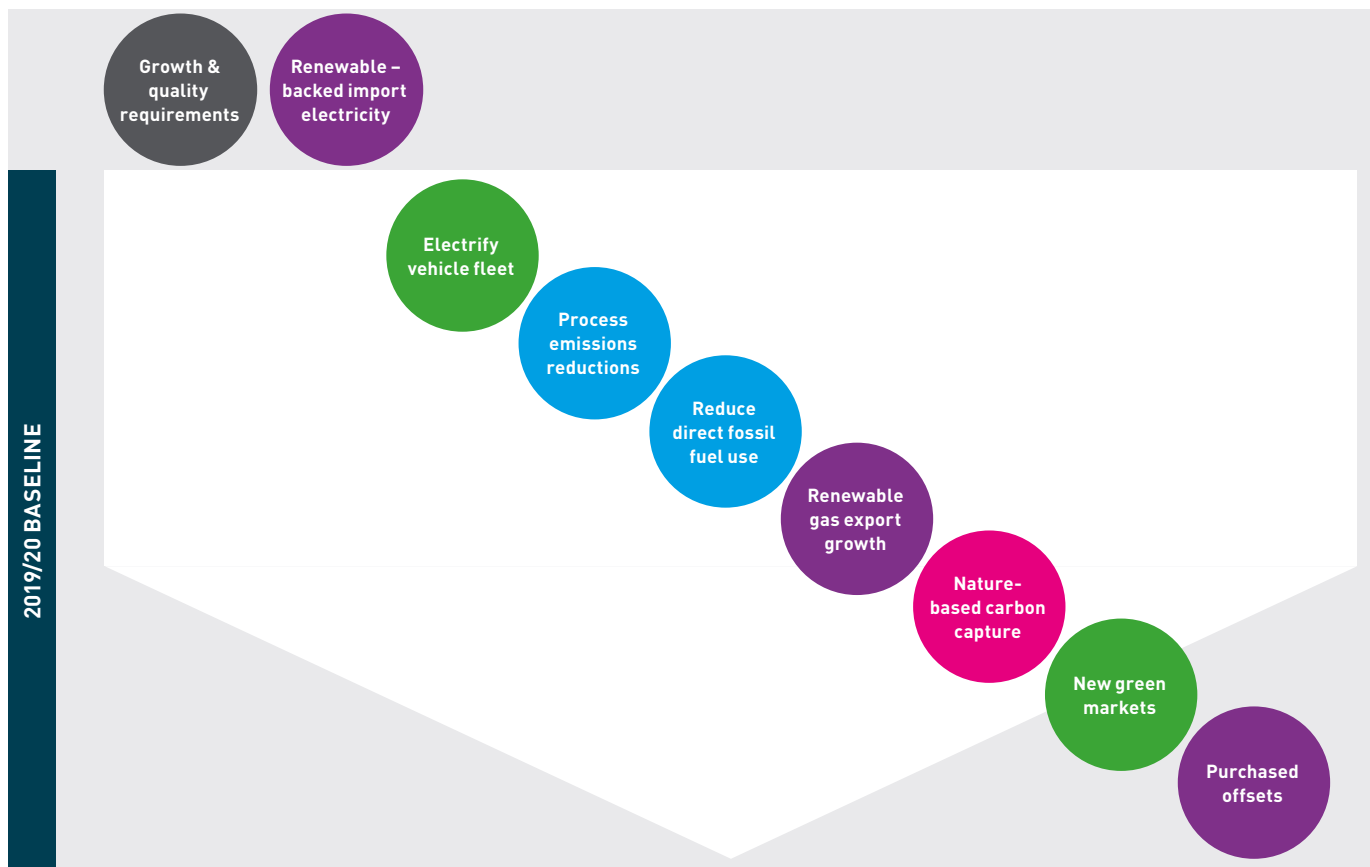 Growth &
quality
requirements
Renewable –
backed import
electricity
Electrify
vehicle fleet
Process
emissions
reductions
Reduce
direct fossil
fuel use
Renewable
gas export
growth
Nature-
based carbon
capture
New green
markets
Purchased
offsets
2019/20 BASELINE